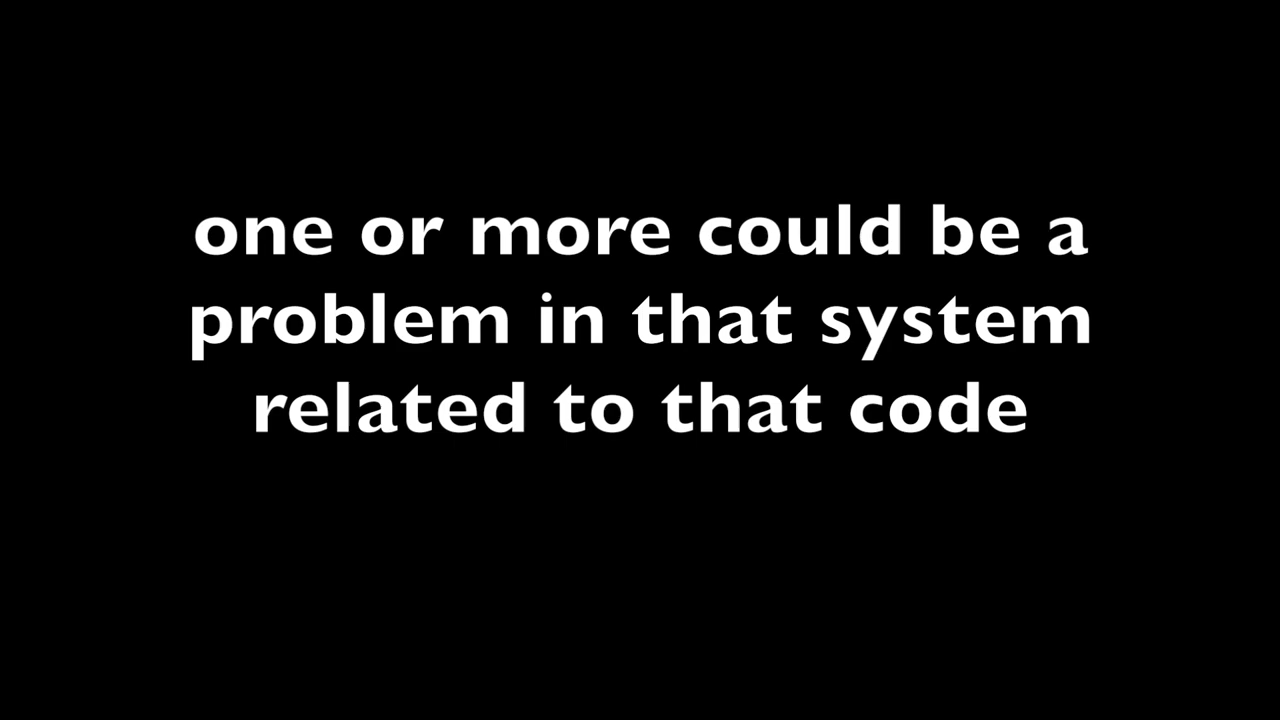 one or more could be a
problem in that system
related to that code